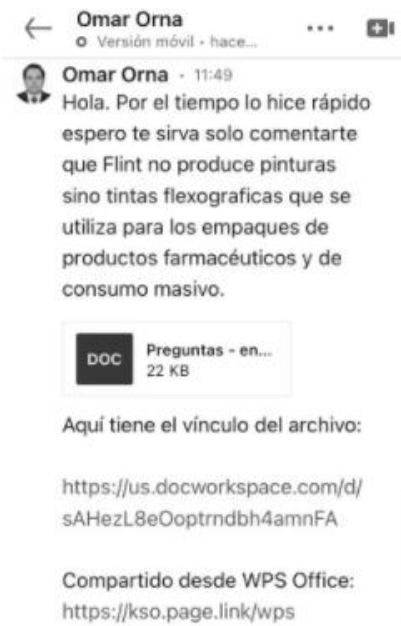 Omar Orna
Versión móvil • hace...
Omar Orna · 11:49
Hola. Por el tiempo lo hice rápido
espero te sirva solo comentarte
que Flint no produce pinturas
sino tintas flexograficas que se
utiliza para los empaques de
productos farmacéuticos y de
consumo masivo.
DOC
Preguntas - en...
22 KB
Aquí tiene el vínculo del archivo:
https://us.docworkspace.com/d/
sAHezL8eOoptrndbh4amnFA
Compartido desde WPS Office:
https://kso.page.link/wps